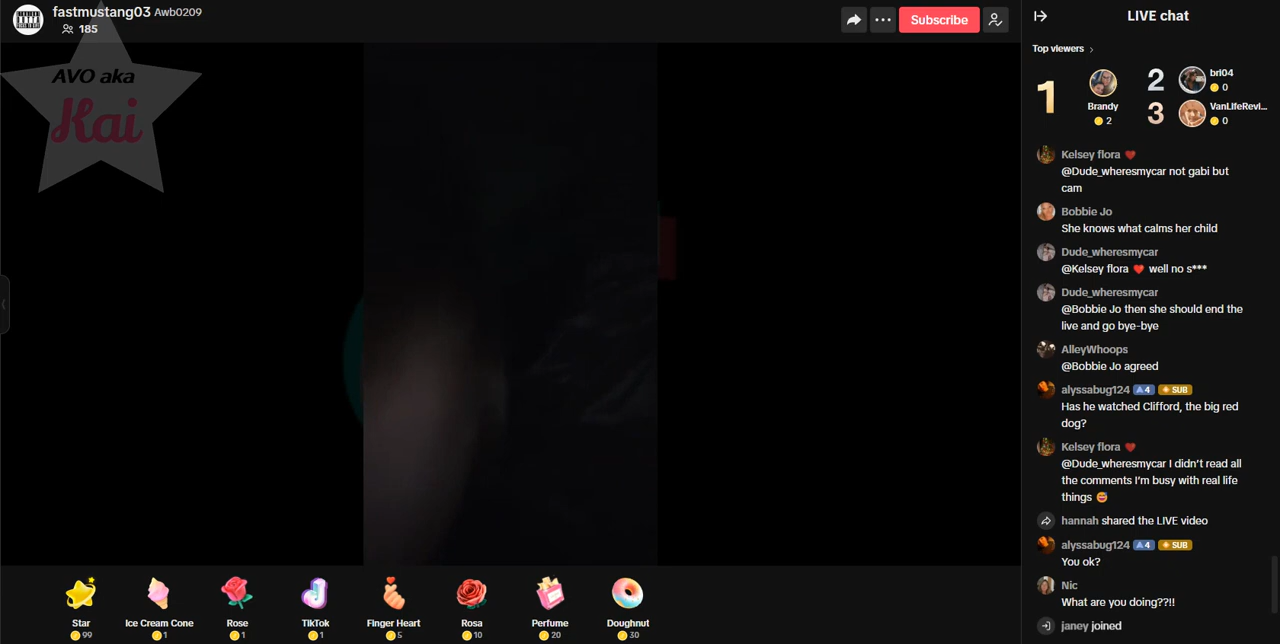 fastmustang03 Awb0209
185
Subscribe
AVO aka
Kai
LIVE chat
Top viewers
1
Brandy
2
2
bri04
0
3
VanLifeRevi...
0
Kelsey flora ❤️
@Dude_wheresmycar not gabi but
cam
Bobbie Jo
She knows what calms her child
Dude_wheresmycar
@Kelsey flora ❤️ well no s***
Dude_wheresmycar
@Bobbie Jo then she should end the
live and go bye-bye
AlleyWhoops
@Bobbie Jo agreed
alyssabug124 4 SUB
Has he watched Clifford, the big red
dog?
Kelsey flora ❤️
@Dude_wheresmycar I didn't read all
the comments I'm busy with real life
things 😅
hannah shared the LIVE video
alyssabug124 4 SUB
You ok?
Nic
What are you doing??!!
janey joined
Star
99
Ice Cream Cone
1
Rose
1
TikTok
1
Finger Heart
5
Rosa
10
Perfume
20
Doughnut
30